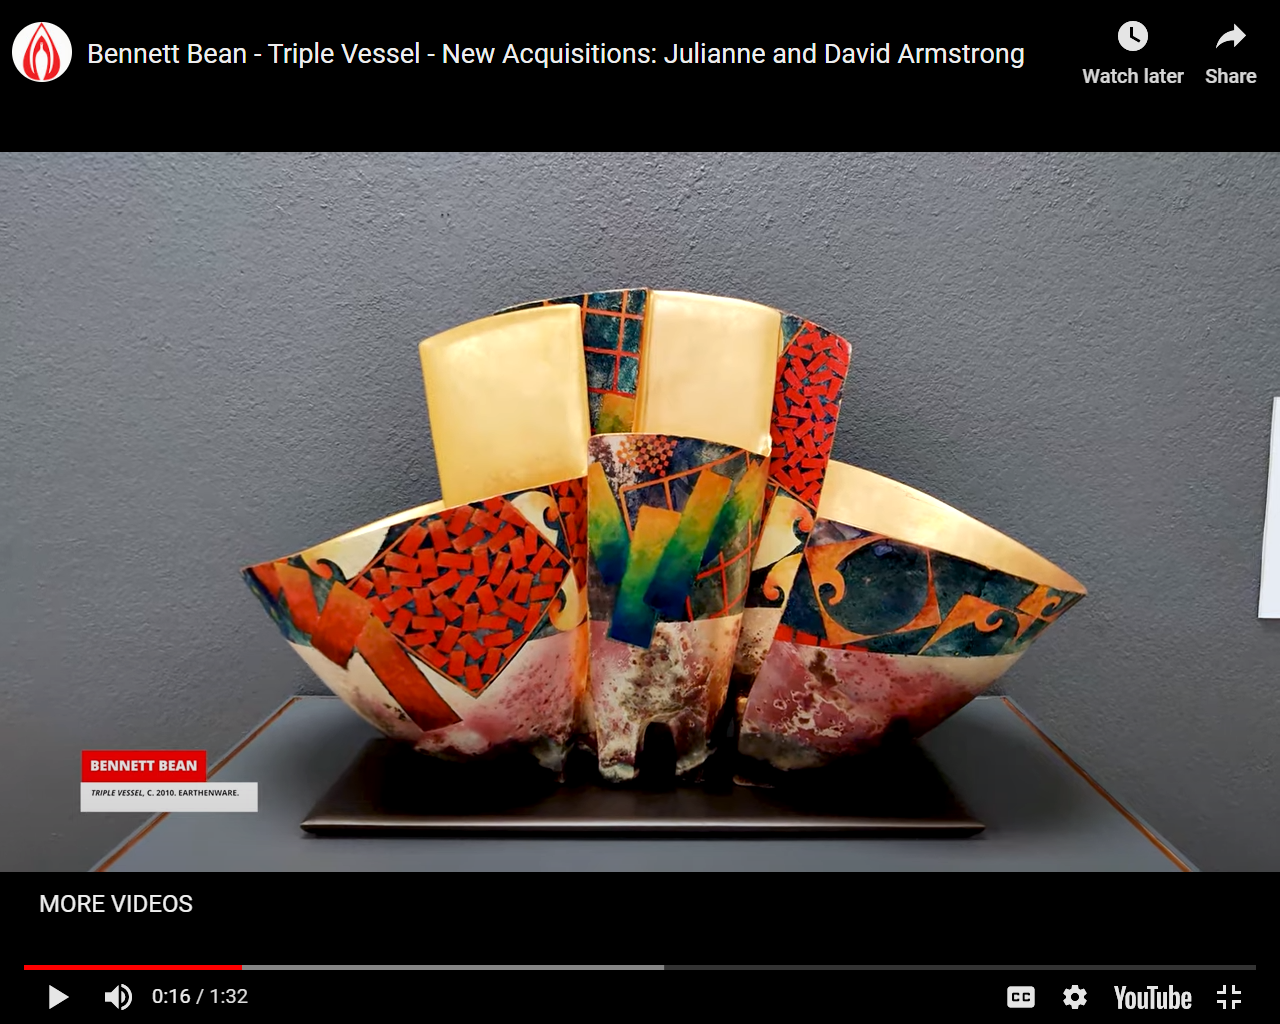 Bennett Bean - Triple Vessel - New Acquisitions: Julianne and David Armstrong
Watch later
Share
BENNETT BEAN
TRIPLE VESSEL, C. 2010. EARTHENWARE.
MORE VIDEOS
0:16 / 1:32
CC
YouTube